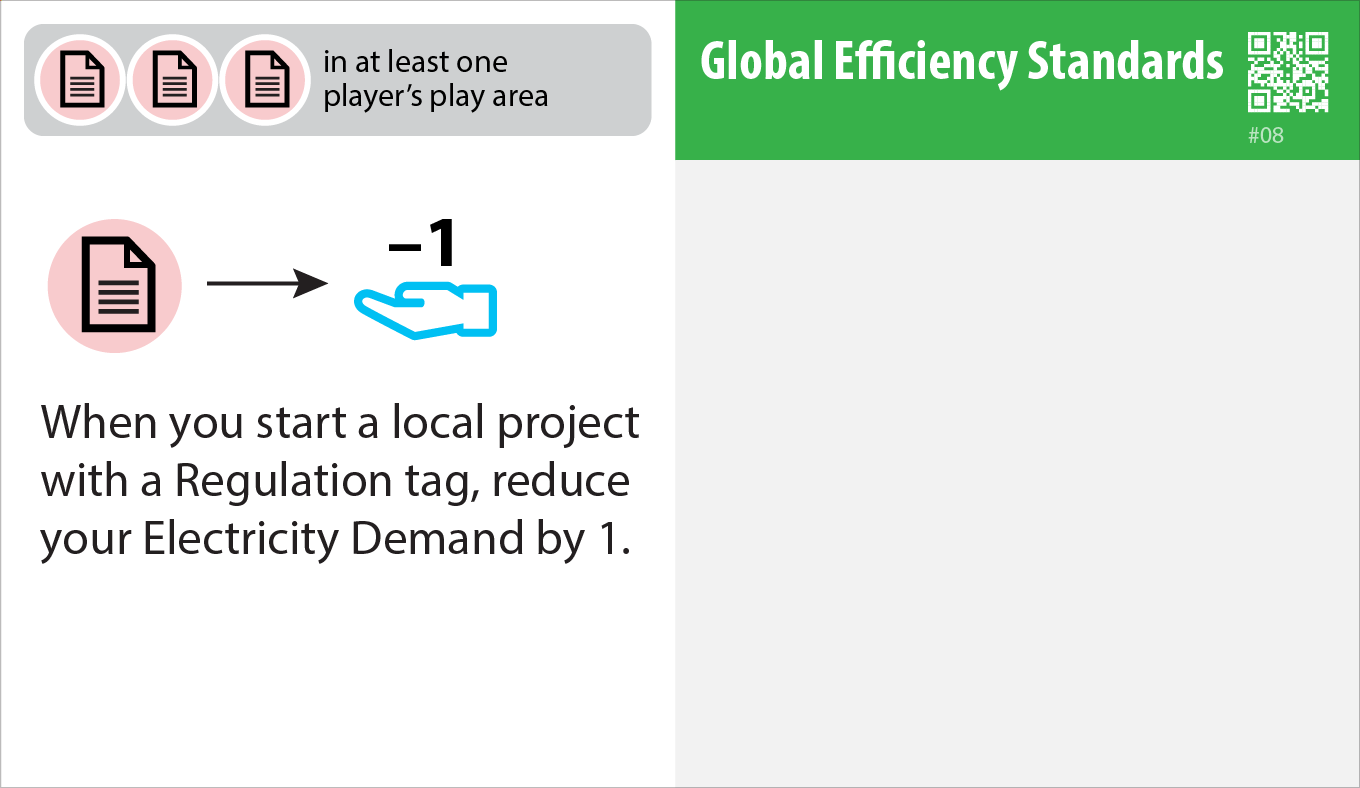 in at least one
player’s play area
Global Efficiency Standards
#08
–1
When you start a local project
with a Regulation tag, reduce
your Electricity Demand by 1.